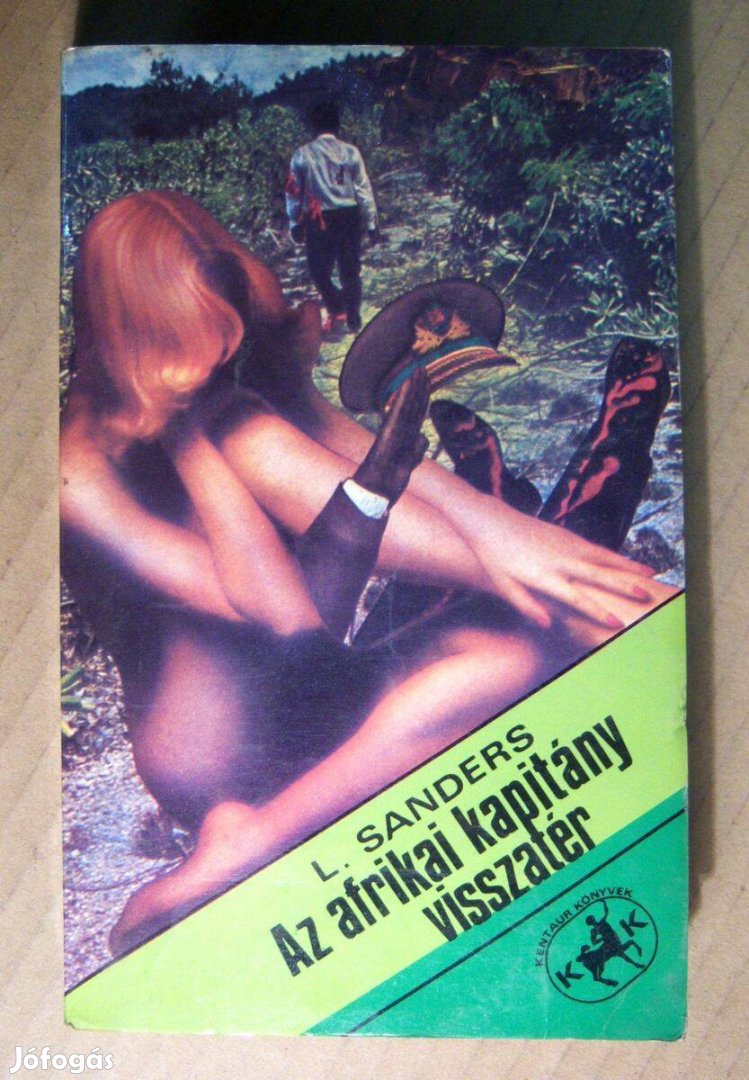 L. SANDERS
Az afrikai kapitány
visszatér
KENTAUR KÖNYVEK
K K
Jófogás